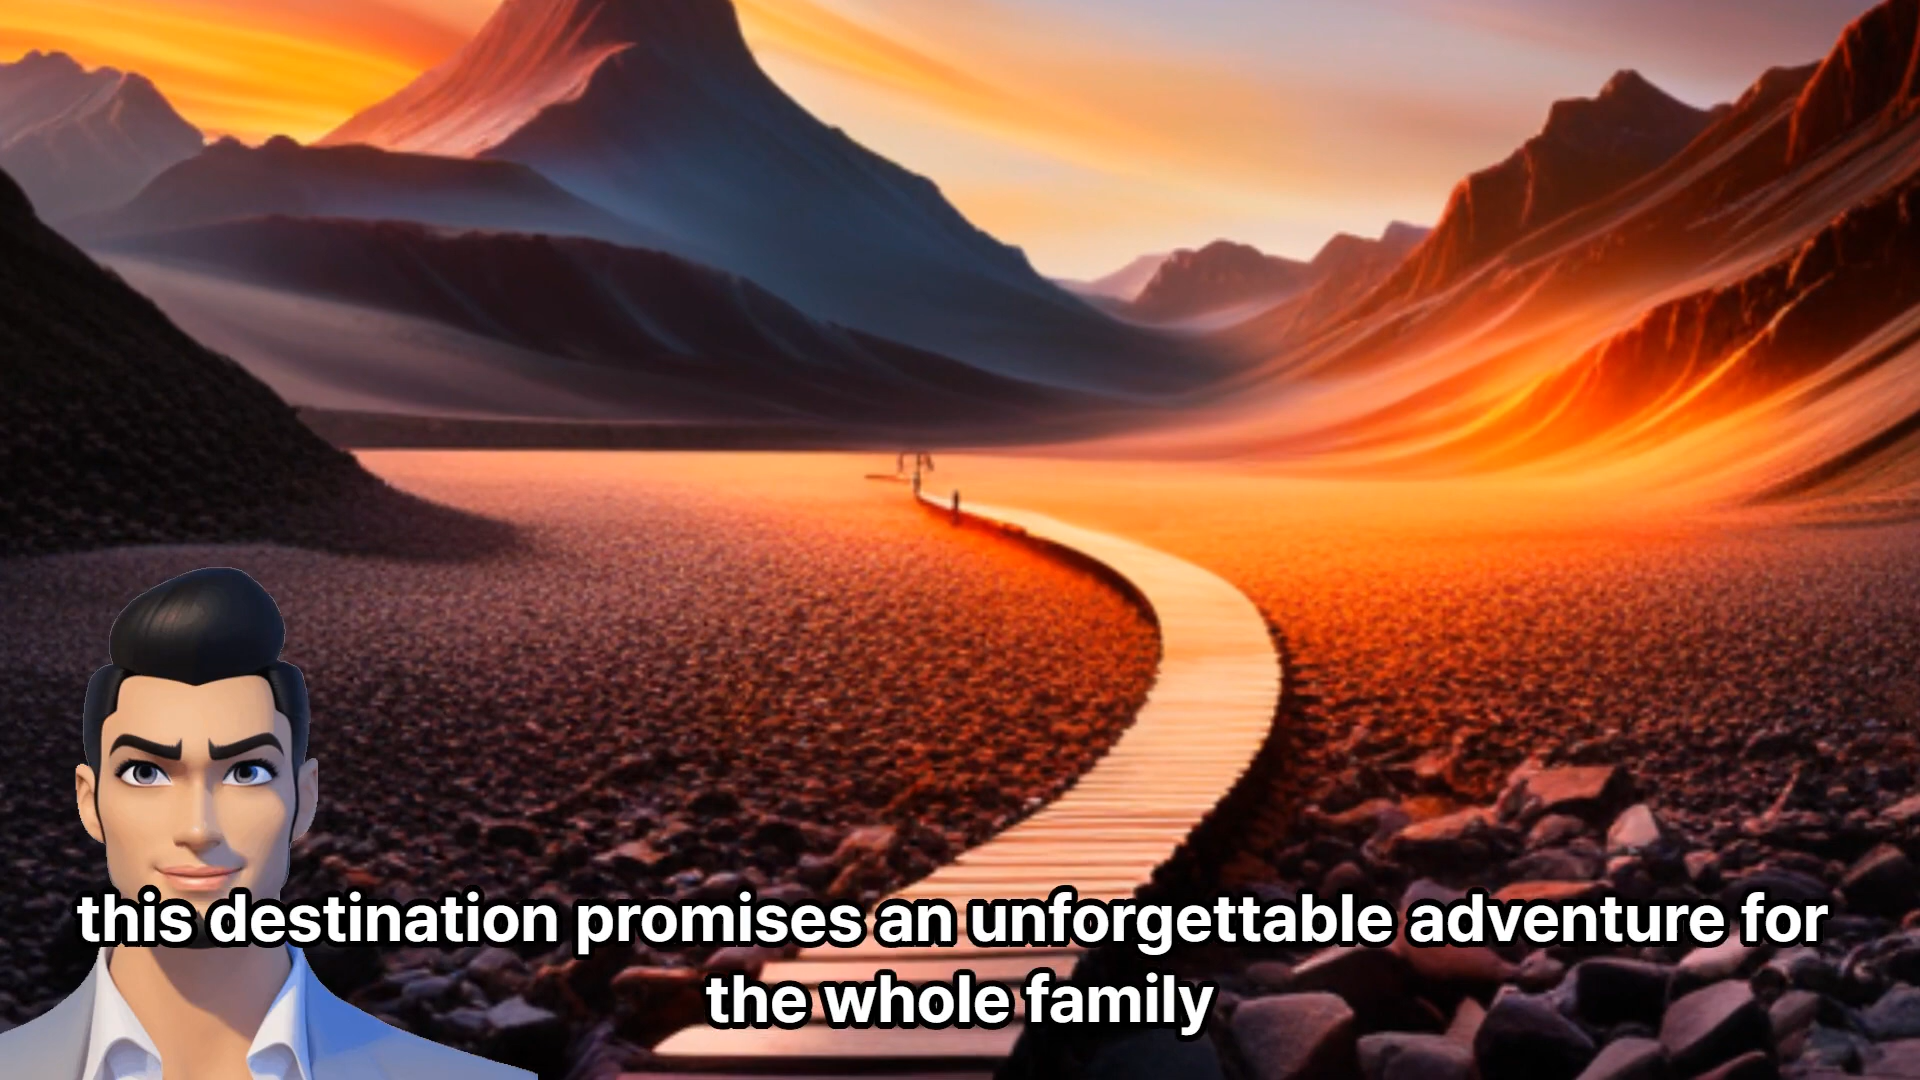 this destination promises an unforgettable adventure for
the whole family